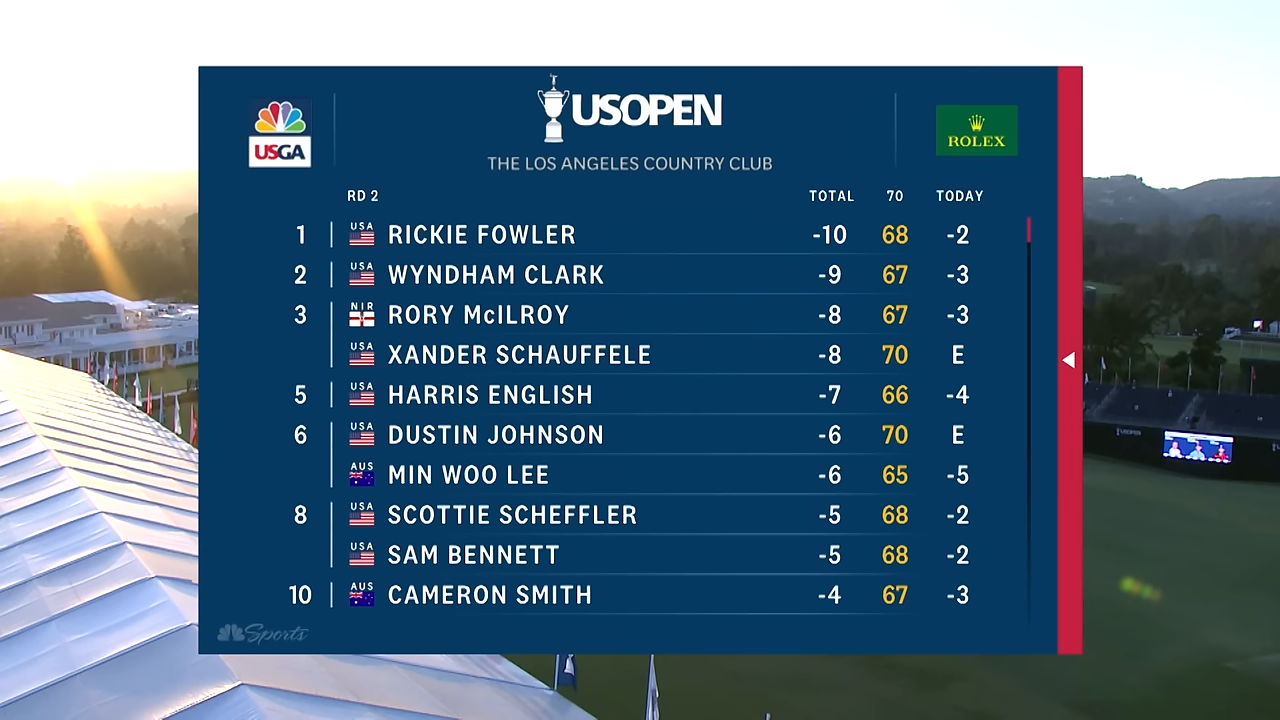 USGA
USOPEN
ROLEX
THE LOS ANGELES COUNTRY CLUB
RD 2 TOTAL 70 TODAY
1 USA RICKIE FOWLER -10 68 -2
2 USA WYNDHAM CLARK -9 67 -3
3 NIR RORY McILROY -8 67 -3
USA XANDER SCHAUFFELE -8 70 E
5 USA HARRIS ENGLISH -7 66 -4
6 USA DUSTIN JOHNSON -6 70 E
AUS MIN WOO LEE -6 65 -5
8 USA SCOTTIE SCHEFFLER -5 68 -2
USA SAM BENNETT -5 68 -2
10 AUS CAMERON SMITH -4 67 -3
Sports
USOPEN